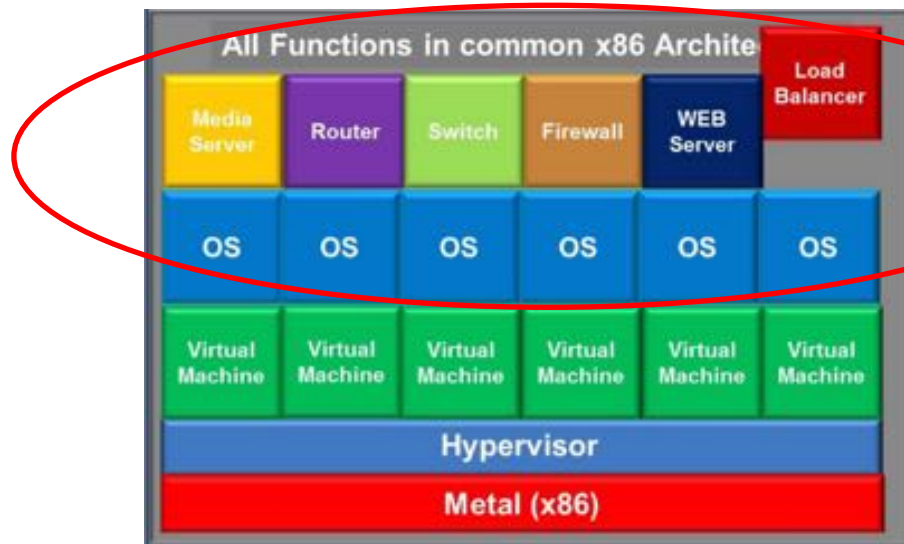 All Functions in common x86 Archite
Load
Balancer
Media
Server
Router
Switch
Firewall
WEB
Server
OS
OS
OS
OS
OS
OS
Virtual
Machine
Virtual
Machine
Virtual
Machine
Virtual
Machine
Virtual
Machine
Virtual
Machine
Hypervisor
Metal (x86)